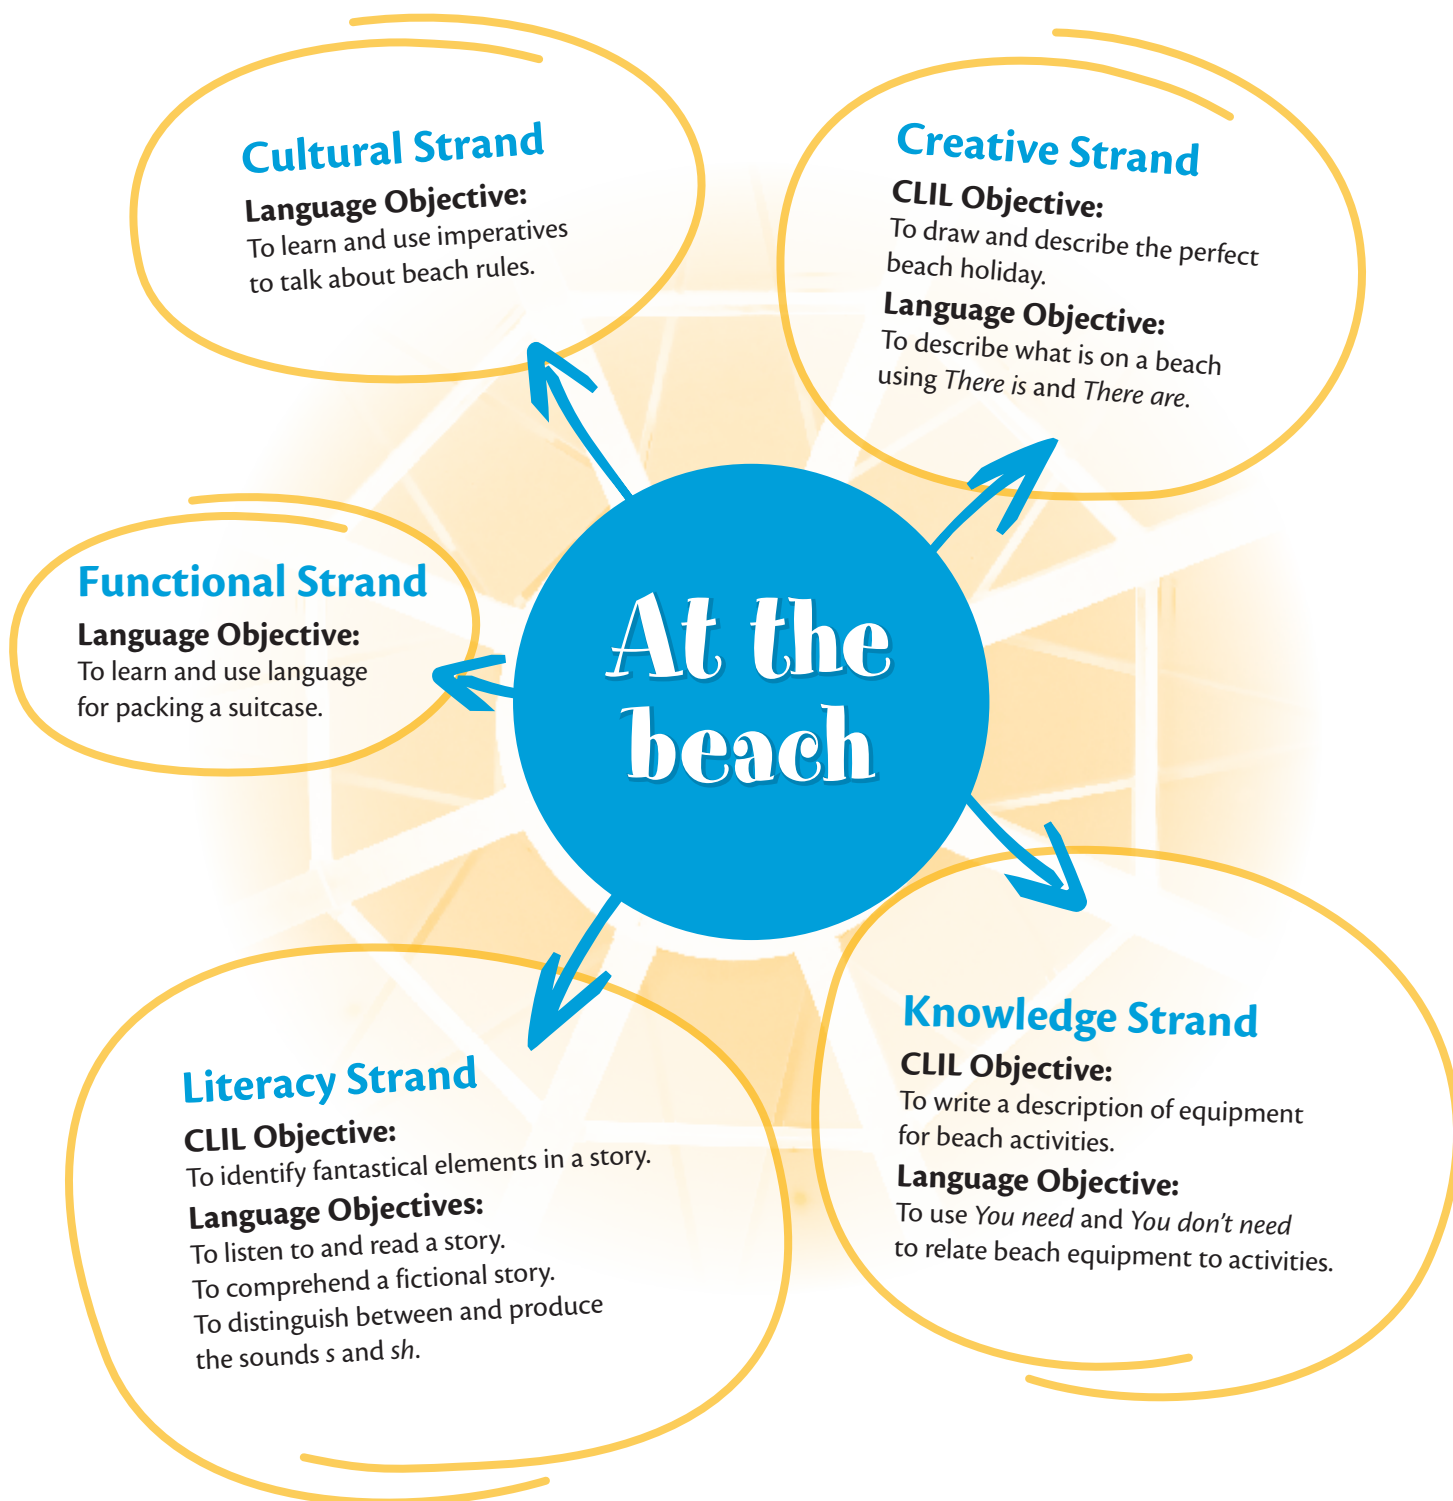 Cultural Strand
Language Objective:
To learn and use imperatives
to talk about beach rules.
Creative Strand
CLIL Objective:
To draw and describe the perfect
beach holiday.
Language Objective:
To describe what is on a beach
using There is and There are.
Functional Strand
Language Objective:
To learn and use language
for packing a suitcase.
At the
beach
Literacy Strand
CLIL Objective:
To identify fantastical elements in a story.
Language Objectives:
To listen to and read a story.
To comprehend a fictional story.
To distinguish between and produce
the sounds s and sh.
Knowledge Strand
CLIL Objective:
To write a description of equipment
for beach activities.
Language Objective:
To use You need and You don't need
to relate beach equipment to activities.